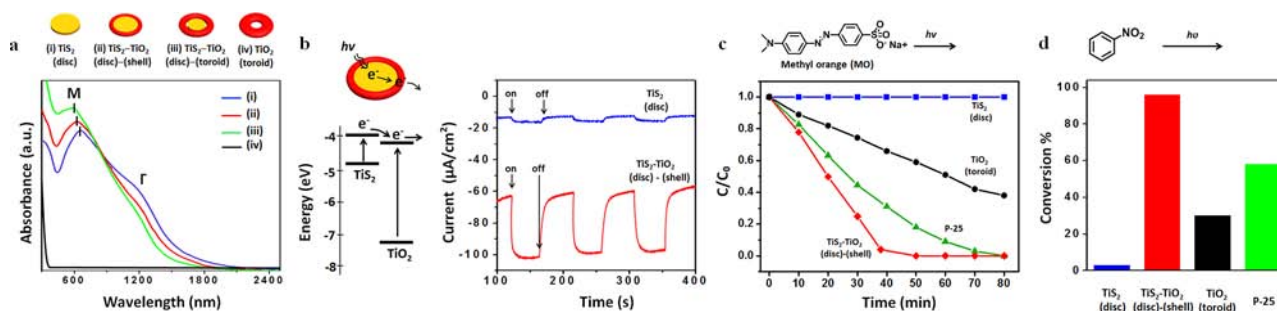 a
(i) TiS2
(disc)
(ii) TiS2–TiO2
(disc)–(shell)
(iii) TiS2–TiO2
(disc)–(toroid)
(iv) TiO2
(toroid)
M
Γ
(i)
(ii)
(iii)
(iv)
Absorbance (a.u.)
600 1200 1800 2400
Wavelength (nm)
b
hν
e-
e-
e-
e-
-4
-5
-6
-7
-8
Energy (eV)
TiS2
TiO2
on
off
TiS2
(disc)
on
off
TiS2-TiO2
(disc) - (shell)
0
-20
-40
-60
-80
-100
Current (μA/cm2)
100 200 300 400
Time (s)
c
N
N
N
O
S
O
O- Na+
Methyl orange (MO)
hν
TiS2
(disc)
TiO2
(toroid)
P-25
TiS2-TiO2
(disc)-(shell)
1.0
0.8
0.6
0.4
0.2
0.0
C/C0
0 10 20 30 40 50 60 70 80
Time (min)
d
NO2
hυ
100
80
60
40
20
0
Conversion %
TiS2
(disc)
TiS2-TiO2
(disc)-(shell)
TiO2
(toroid)
P-25